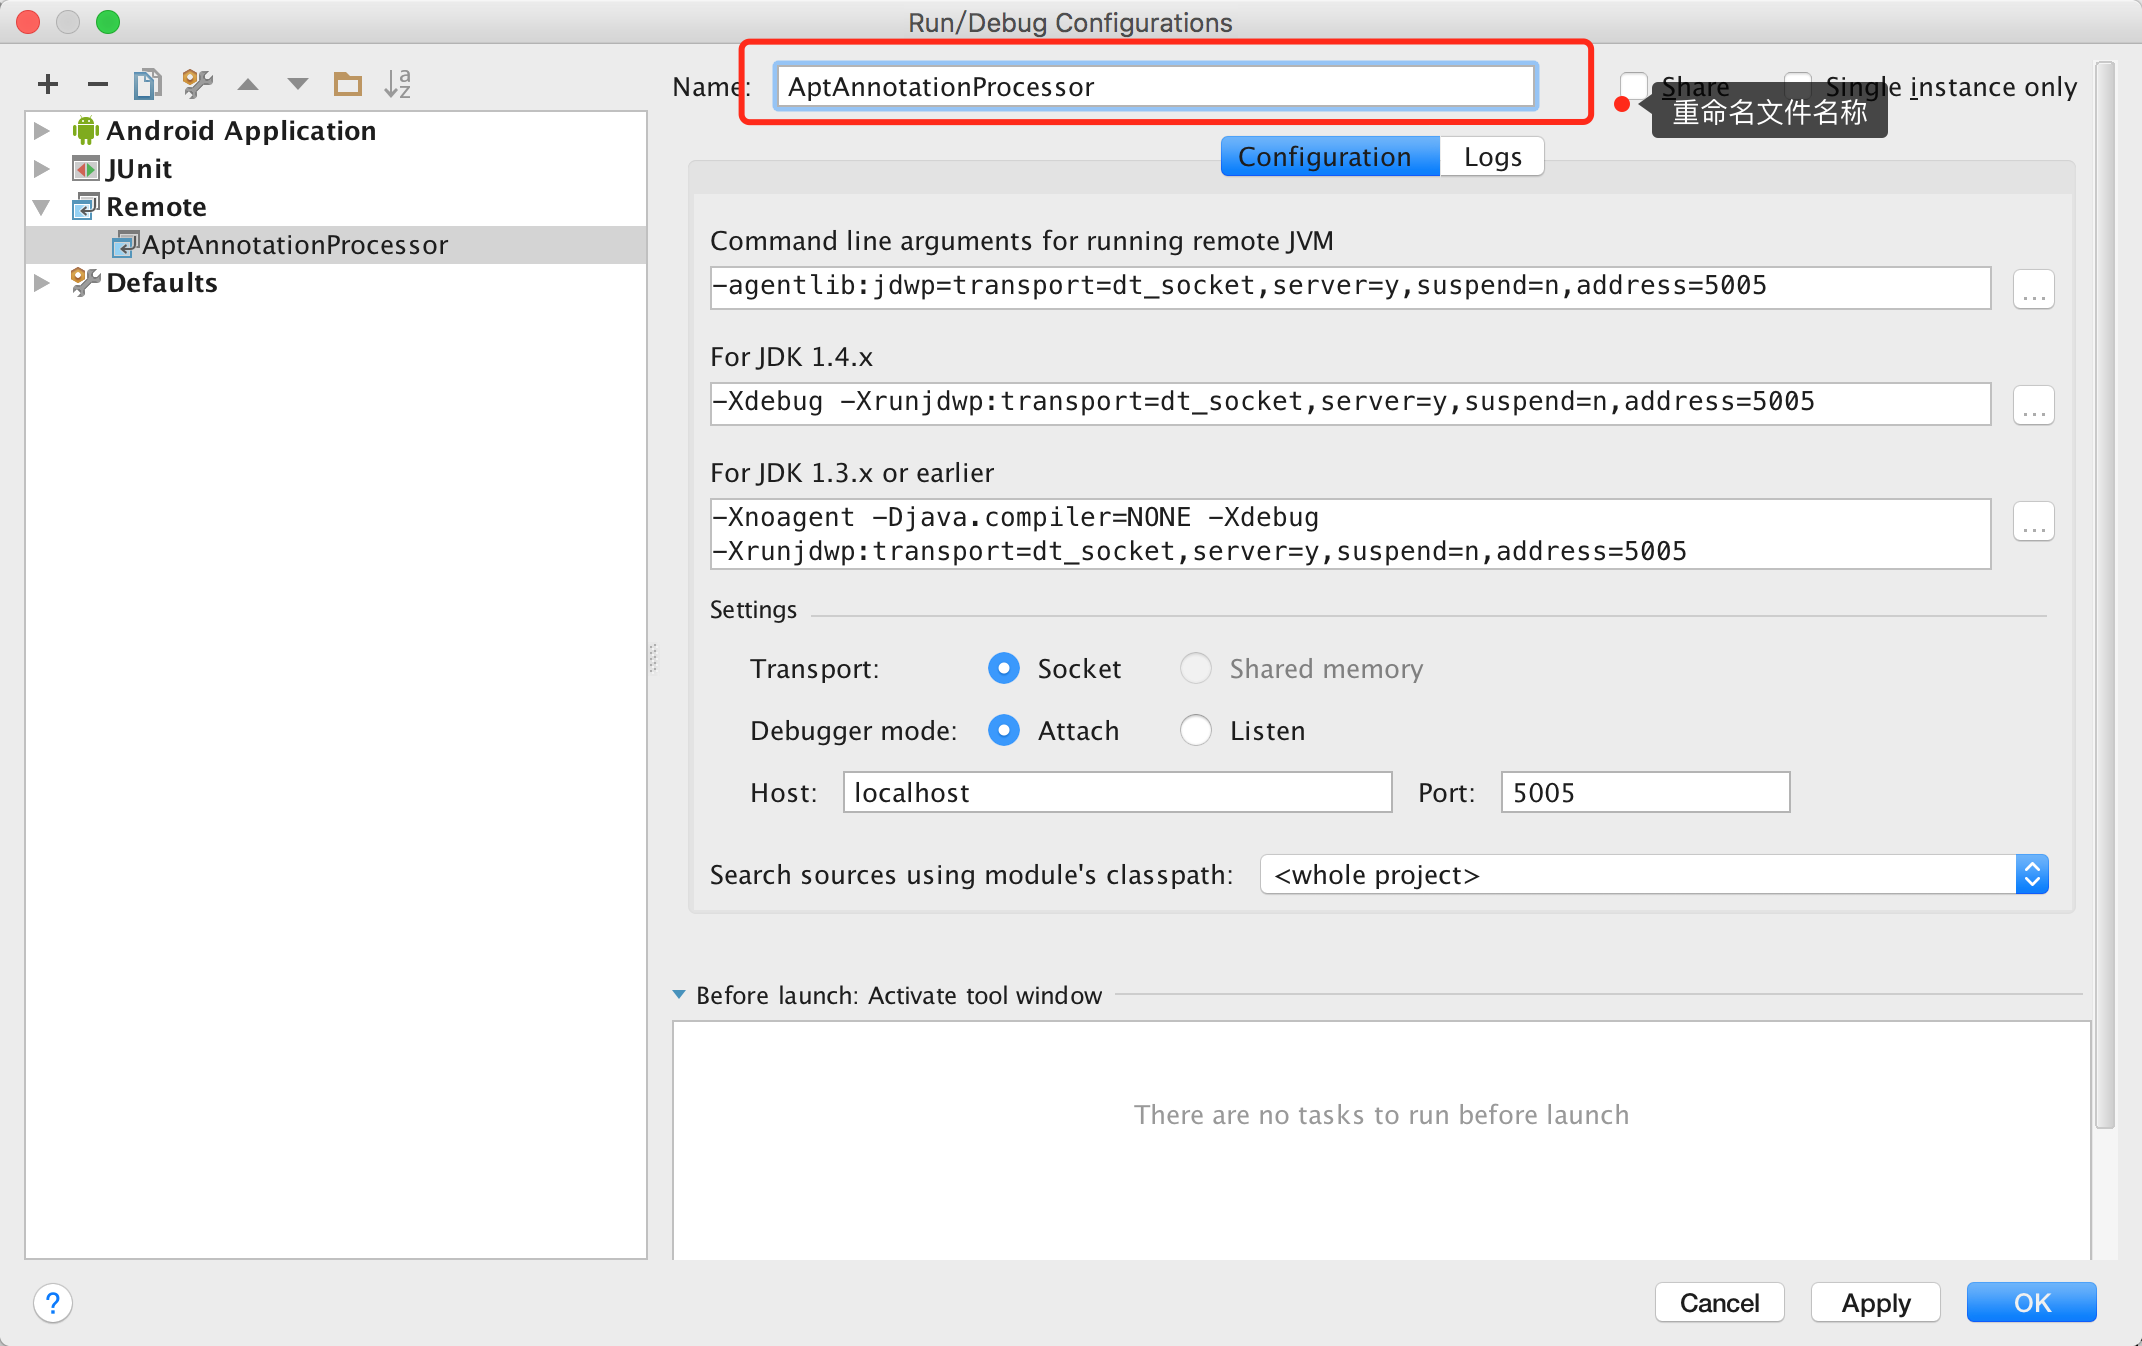 Run/Debug Configurations
Name: AptAnnotationProcessor
Share
Single instance only
重命名文件名称
Android Application
JUnit
Remote
AptAnnotationProcessor
Defaults
Configuration
Logs
Command line arguments for running remote JVM
-agentlib:jdwp=transport=dt_socket,server=y,suspend=n,address=5005
...
For JDK 1.4.x
-Xdebug -Xrunjdwp:transport=dt_socket,server=y,suspend=n,address=5005
...
For JDK 1.3.x or earlier
-Xnoagent -Djava.compiler=NONE -Xdebug
-Xrunjdwp:transport=dt_socket,server=y,suspend=n,address=5005
...
Settings
Transport: Socket Shared memory
Debugger mode: Attach Listen
Host: localhost Port: 5005
Search sources using module's classpath: <whole project>
Before launch: Activate tool window
There are no tasks to run before launch
?
Cancel
Apply
OK